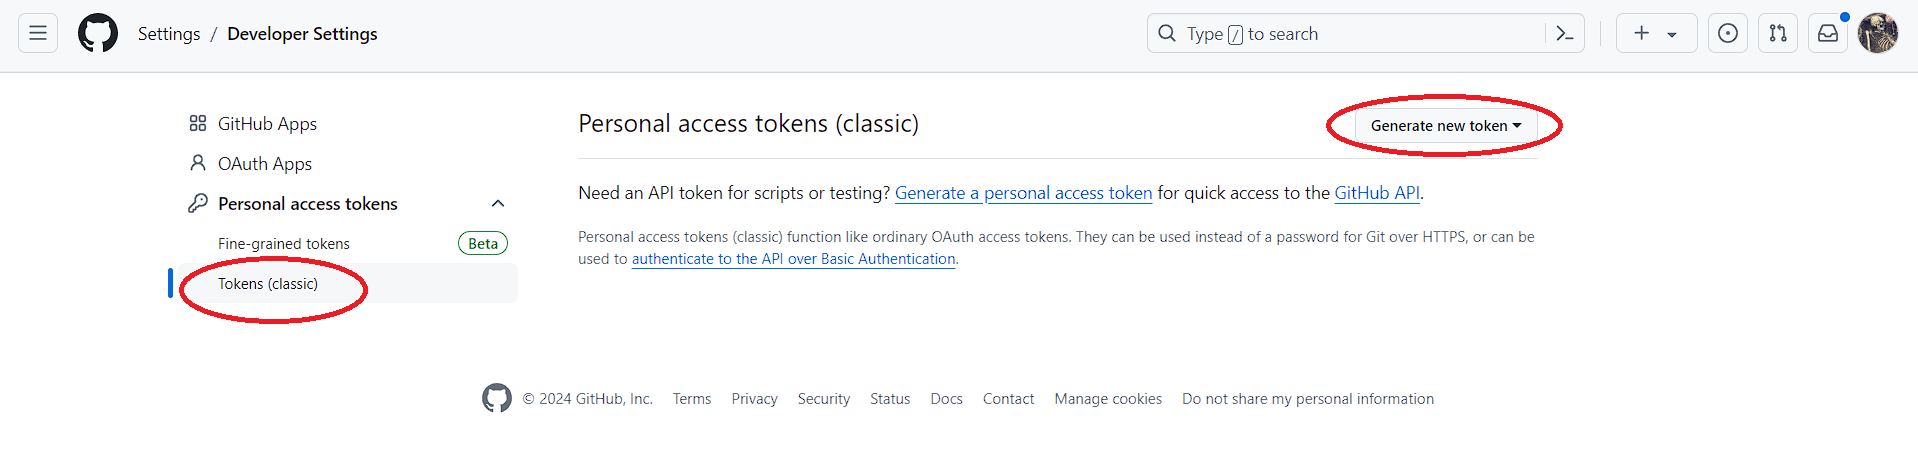 Settings / Developer Settings
Type / to search
GitHub Apps
OAuth Apps
Personal access tokens
Fine-grained tokens Beta
Tokens (classic)
Personal access tokens (classic)
Generate new token
Need an API token for scripts or testing? Generate a personal access token for quick access to the GitHub API.
Personal access tokens (classic) function like ordinary OAuth access tokens. They can be used instead of a password for Git over HTTPS, or can be
used to authenticate to the API over Basic Authentication.
© 2024 GitHub, Inc. Terms Privacy Security Status Docs Contact Manage cookies Do not share my personal information